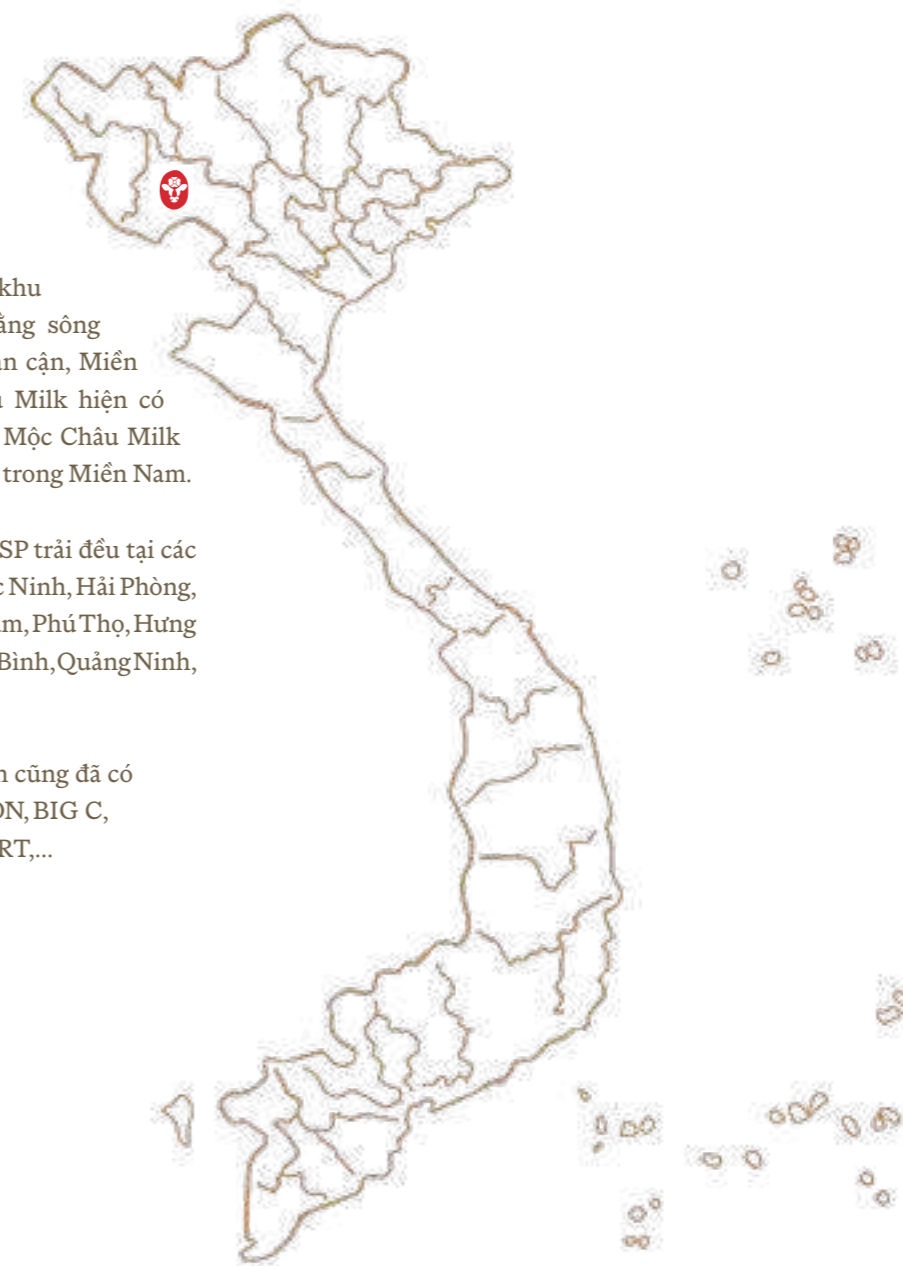 khu
ằng sông
n cận, Miền
Milk hiện có
Mộc Châu Milk
trong Miền Nam.
SP trải đều tại các
Ninh, Hải Phòng,
m, Phú Thọ, Hưng
Bình, Quảng Ninh,
cũng đã có
ON, BIG C,
RT,...